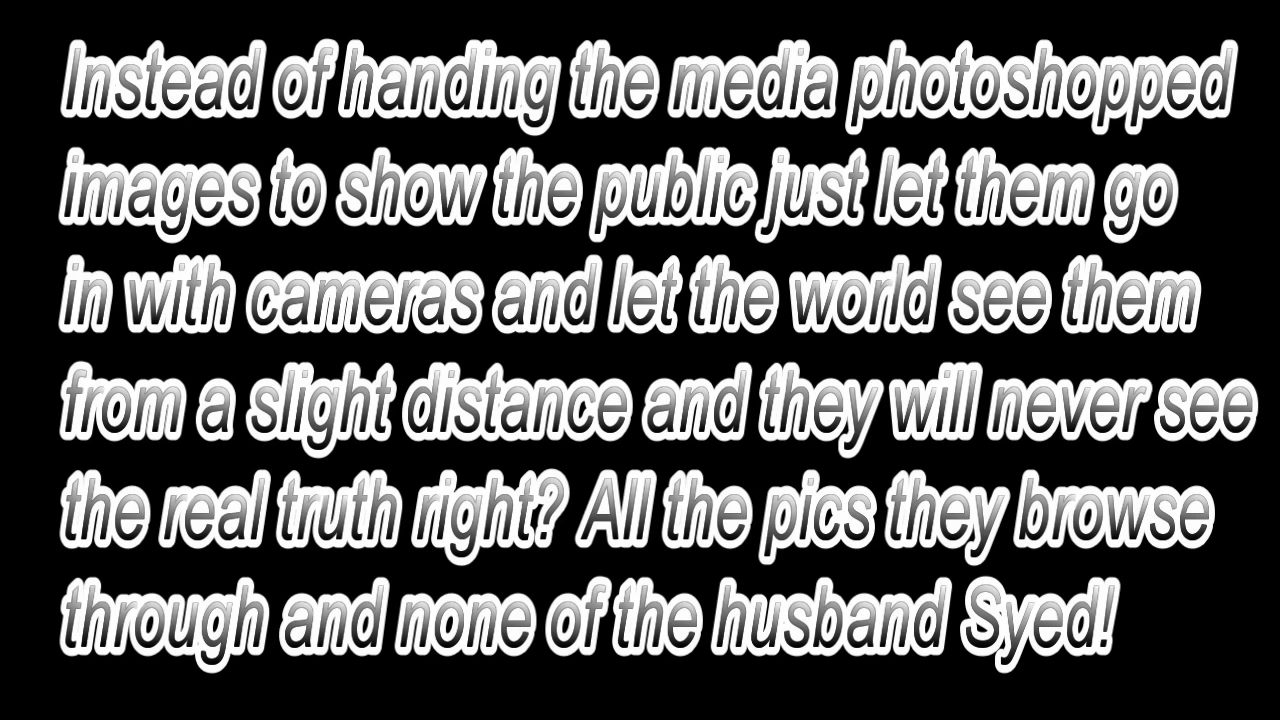 Instead of handing the media photoshopped
images to show the public just let them go
in with cameras and let the world see them
from a slight distance and they will never see
the real truth right? All the pics they browse
through and none of the husband Syed!